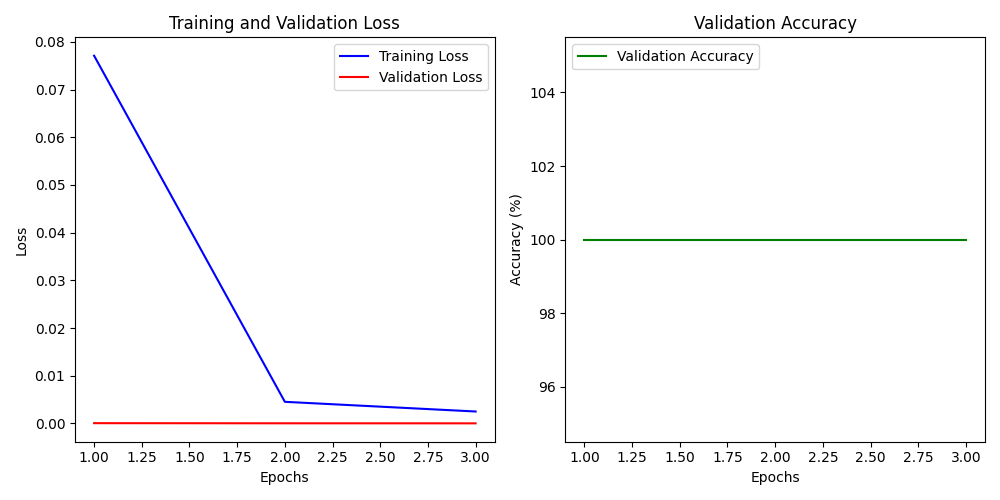 Training and Validation Loss
Loss
0.08
0.07
0.06
0.05
0.04
0.03
0.02
0.01
0.00
Training Loss
Validation Loss
1.00 1.25 1.50 1.75 2.00 2.25 2.50 2.75 3.00
Epochs
Validation Accuracy
Accuracy (%)
104
102
100
98
96
Validation Accuracy
1.00 1.25 1.50 1.75 2.00 2.25 2.50 2.75 3.00
Epochs